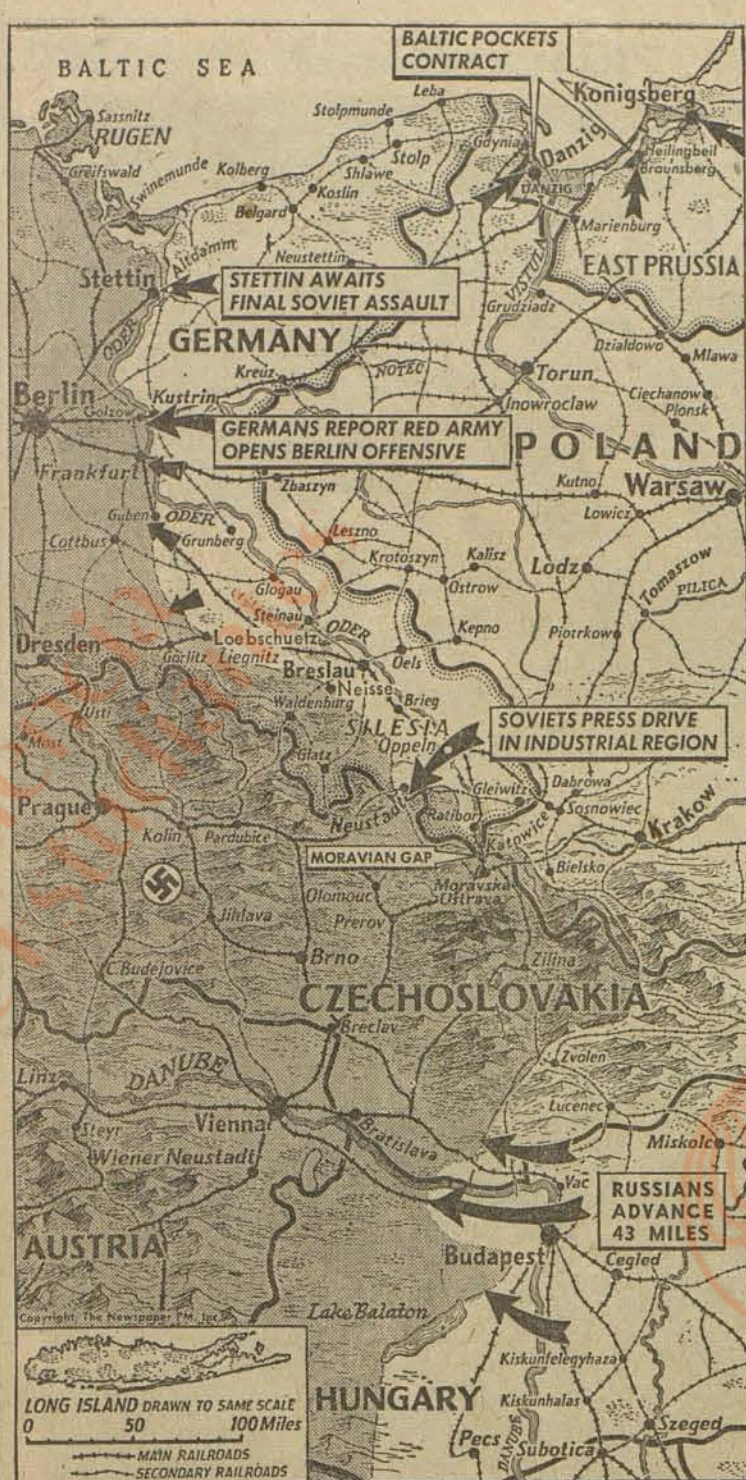 BALTIC SEA
BALTIC POCKETS
CONTRACT
Sassnitz
RUGEN
Greifswald
Swinemunde
Kolberg
Belgard
Koslin
Stolpmunde
Leba
Stolp
Shlawe
Gdynia
Danzig
DANZIG
Konigsberg
Heilingbeil
Braunsberg
Marienburg
EAST PRUSSIA
Altdamm
Neustettin
Stettin
STETTIN AWAITS
FINAL SOVIET ASSAULT
VISTULA
Grudziadz
ODER
GERMANY
Dzialdowo
Mlawa
Kreuz
NOTEC
Torun
Berlin
Golzow
Kustrin
Inowroclaw
Ciechanow
Plonsk
GERMANS REPORT RED ARMY
OPENS BERLIN OFFENSIVE
POLAND
Frankfurt
Zbaszyn
Kutno
Warsaw
Lowicz
Guben
ODER
Grunberg
Cottbus
Leszno
Krotoszyn
Kalisz
Lodz
Tomaszow
PILICA
Glogau
Ostrow
Steinau
ODER
Dresden
Loebschuetz
Gorlitz
Liegnitz
Kepno
Piotrkow
Breslau
Oels
Neisse
Usti
Waldenburg
Brieg
Most
SILESIA
Oppeln
SOVIETS PRESS DRIVE
IN INDUSTRIAL REGION
Glatz
Prague
Neustadt
Gleiwitz
Dabrowa
Sosnowiec
Kolin
Pardubice
Ratibor
Katowice
Krakow
MORAVIAN GAP
Bielsko
Olomouc
Moravska
Ostrava
Jihlava
Prerov
Brno
Zilina
C. Budejovice
CZECHOSLOVAKIA
Breclav
Zvolen
Linz
DANUBE
Lucenec
Steyr
Vienna
Bratislava
Miskolc
Wiener Neustadt
Vac
RUSSIANS
ADVANCE
43 MILES
AUSTRIA
Budapest
Cegled
Copyright, The Newspaper PM, Inc.
Lake Balaton
Kiskunfelegyhaza
LONG ISLAND DRAWN TO SAME SCALE
0 50 100 Miles
MAIN RAILROADS
SECONDARY RAILROADS
HUNGARY
Kiskunhalas
Szeged
Pecs
DANUBE
Subotica